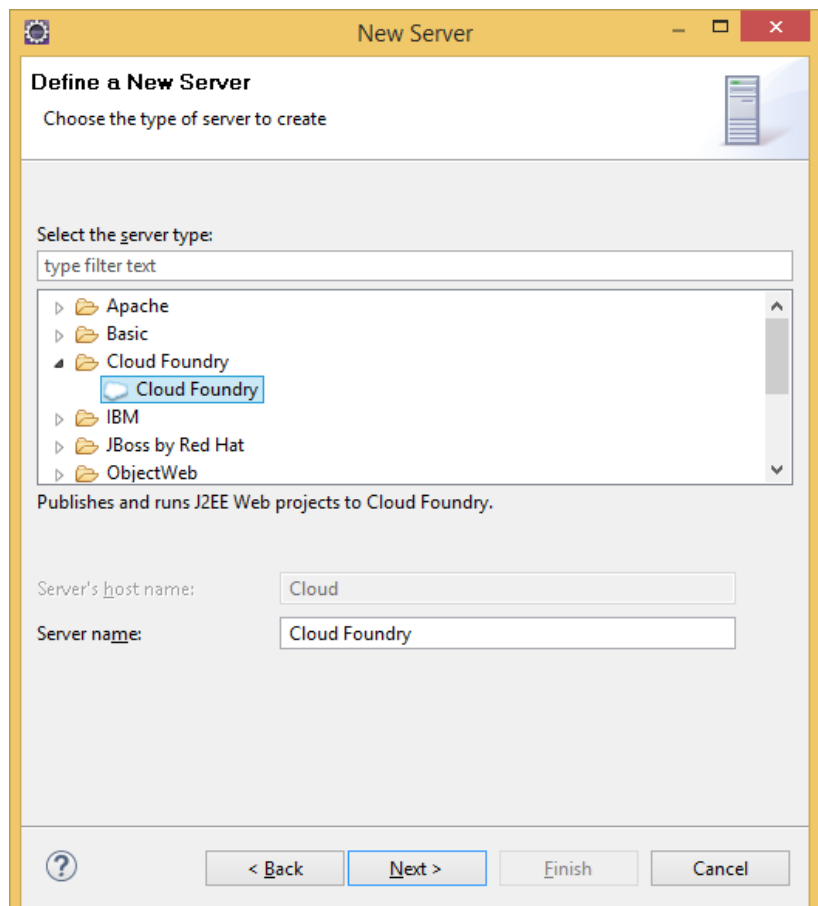 New Server
Define a New Server
Choose the type of server to create
Select the server type:
type filter text
Apache
Basic
Cloud Foundry
Cloud Foundry
IBM
JBoss by Red Hat
ObjectWeb
Publishes and runs J2EE Web projects to Cloud Foundry.
Server's host name: Cloud
Server name: Cloud Foundry
? < Back Next > Finish Cancel